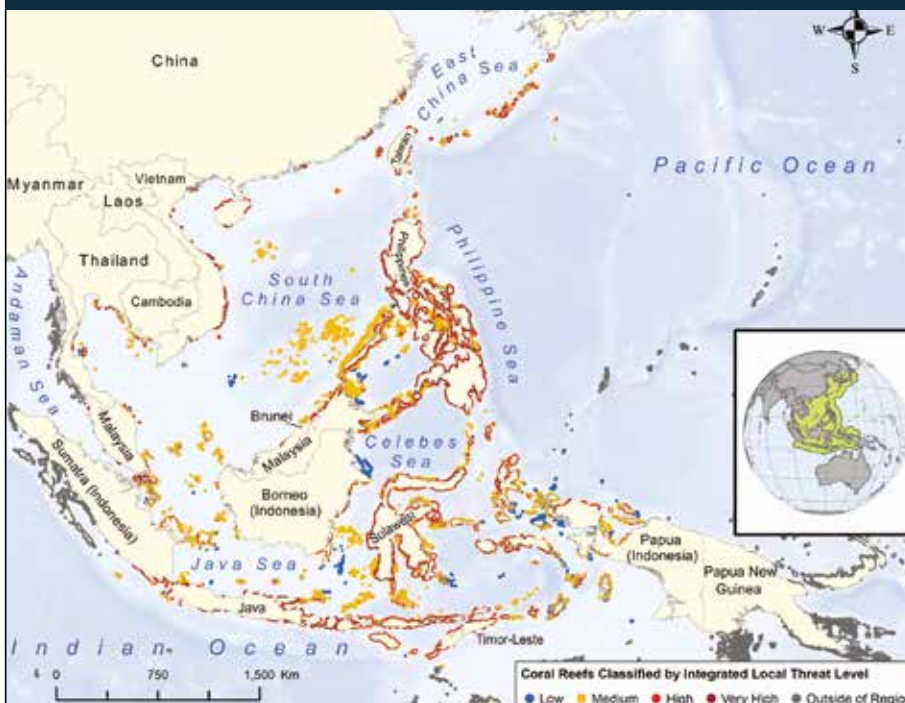 N
W E
S
China
East
China Sea
Taiwan
Pacific Ocean
Myanmar
Vietnam
Laos
Thailand
Cambodia
South
China Sea
Philippines
Philippine Sea
Andaman Sea
Brunei
Malaysia
Malaysia
Celebes
Sea
Sumatra (Indonesia)
Borneo
(Indonesia)
Sulawesi
Papua
(Indonesia)
Papua New
Guinea
Java Sea
Java
Timor-Leste
Indian Ocean
0 750 1,500 Km
Coral Reefs Classified by Integrated Local Threat Level
Low Medium High Very High Outside of Region